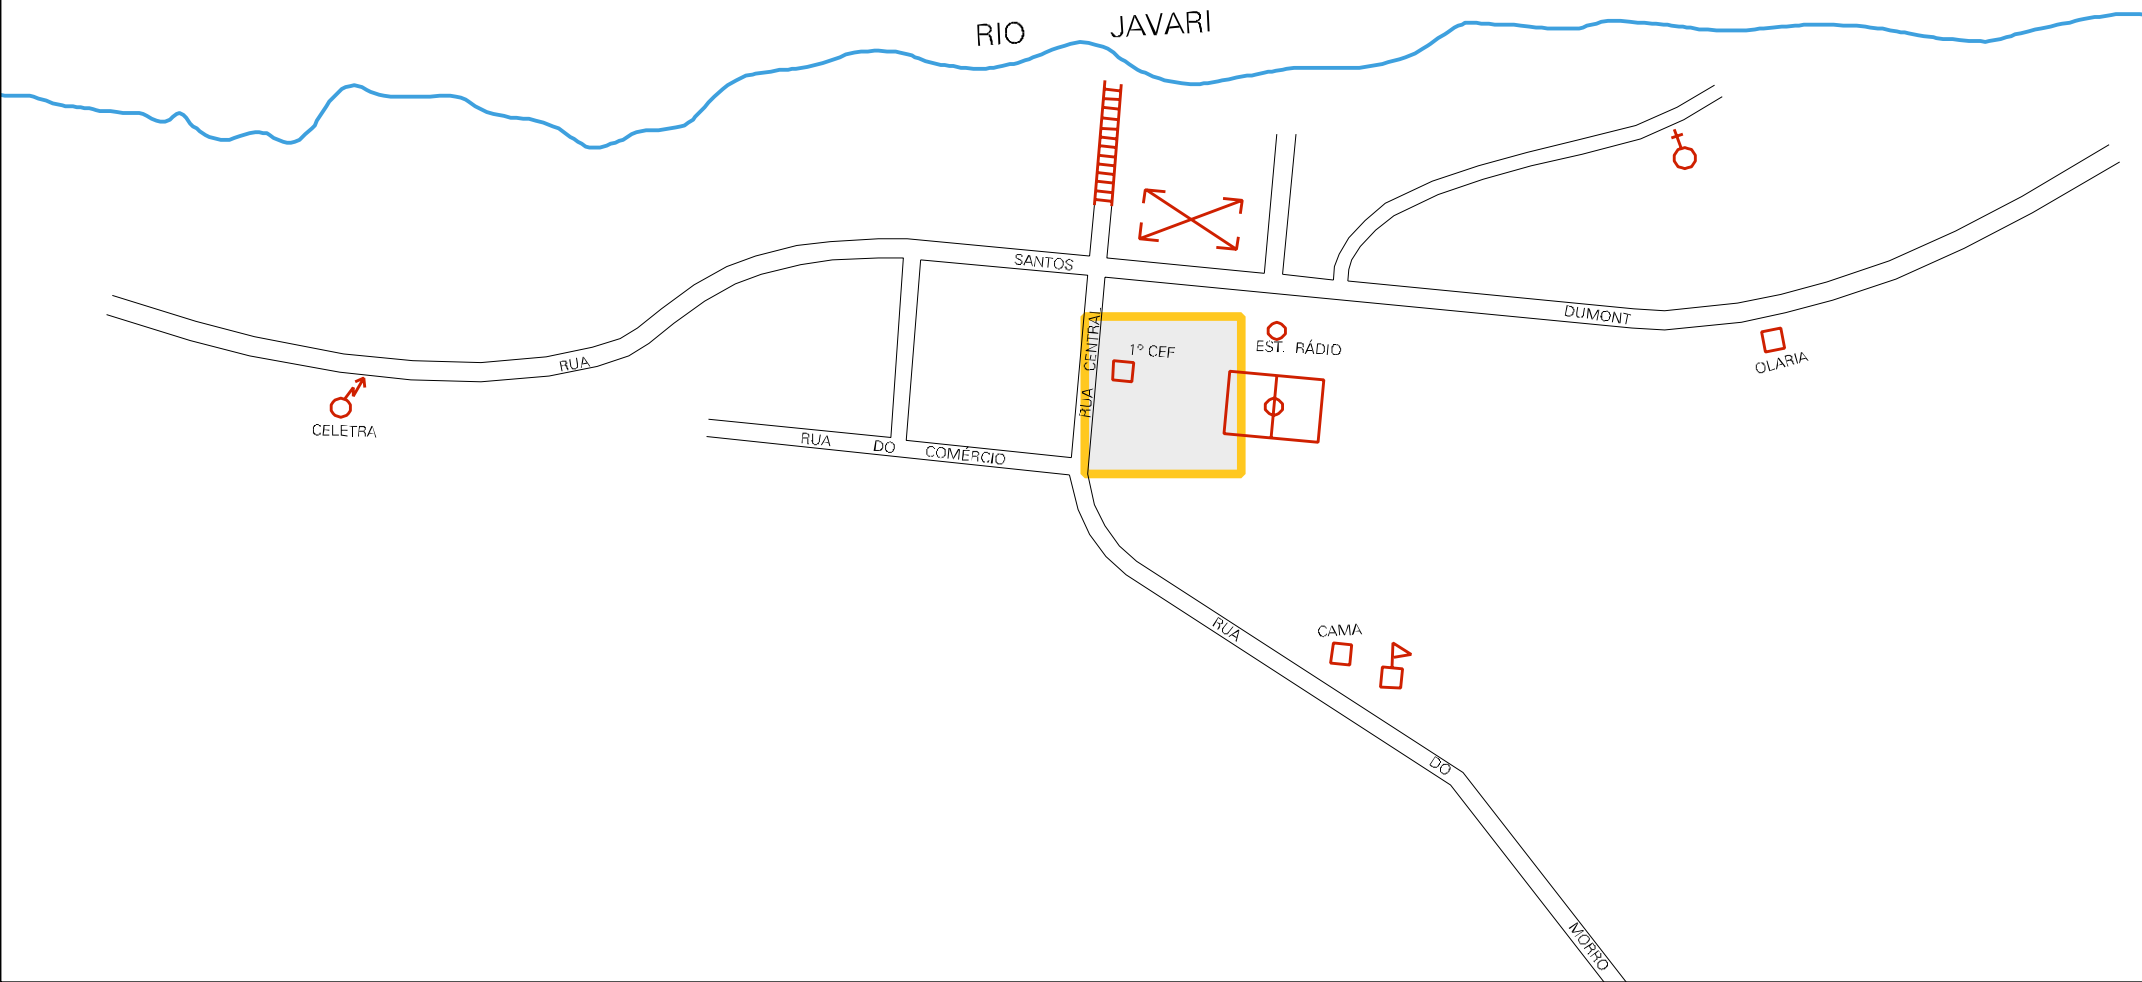 RIO JAVARI
SANTOS
DUMONT
RUA
RUA CENTRAL
1º CEF
EST. RÁDIO
OLARIA
CELETRA
RUA DO COMÉRCIO
RUA
CAMA
DO
MORRO